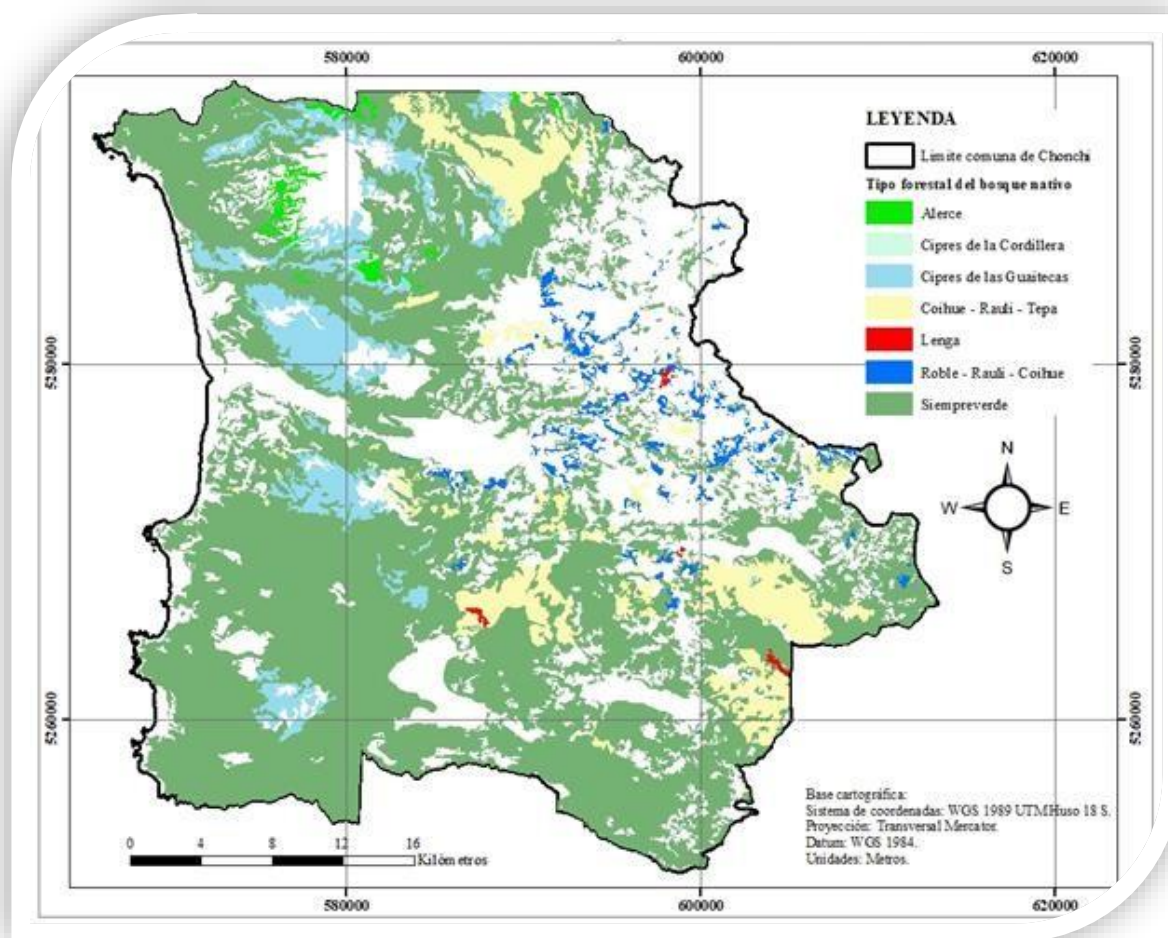 580000
600000
620000
LEYENDA
Limite comuna de Chonchi
Tipo forestal del bosque nativo
Alerce
Cipres de la Cordillera
Cipres de las Guaitecas
Coihue - Rauli - Tepa
Lenga
Roble - Rauli - Coihue
Siempreverde
5280000
5280000
N
W
E
S
5260000
5260000
Base cartográfica:
Sistema de coordenadas: WGS 1989 UTMHuso 18 S.
Proyección: Transversal Mercator.
Datum: WGS 1984.
Unidades: Metros.
0
4
8
12
16
Kilómetros
580000
600000
620000